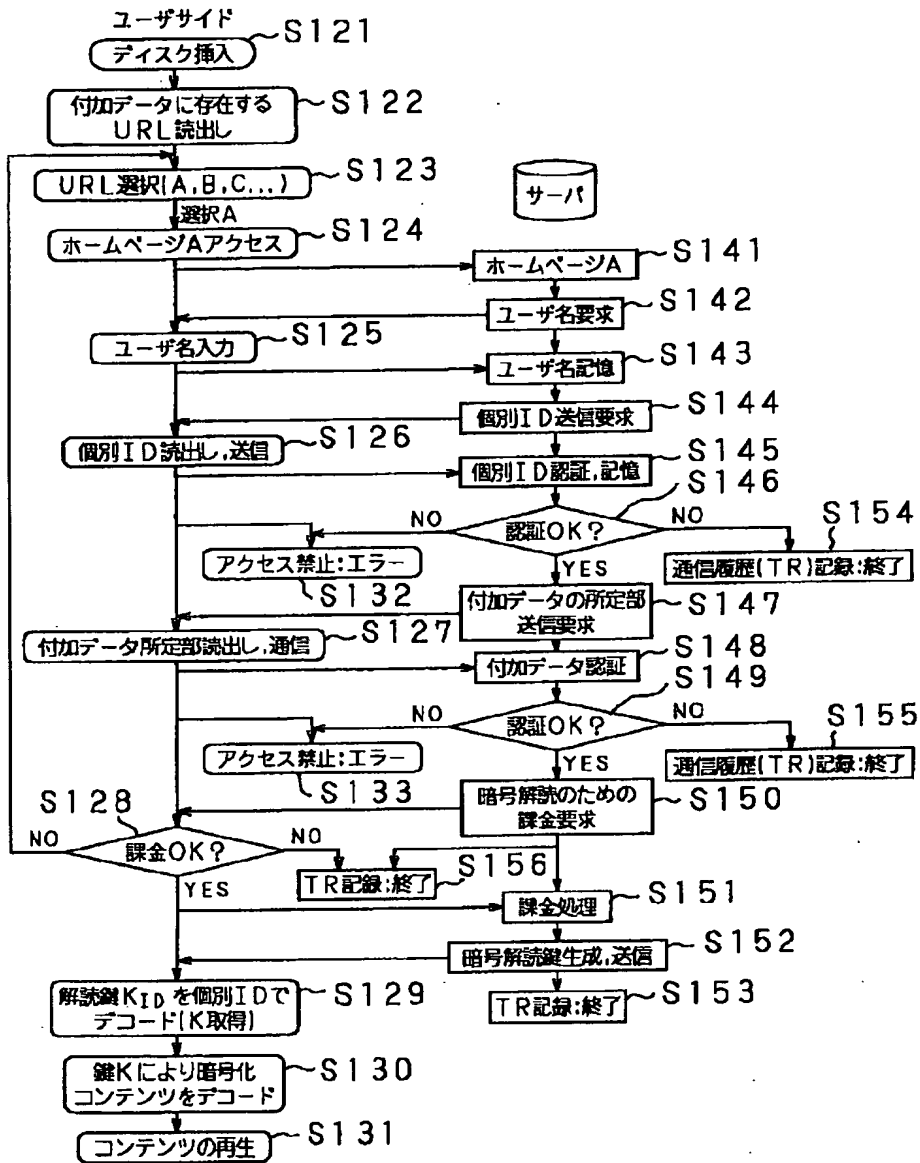 ユーザサイド
S121
ディスク挿入
S122
付加データに存在する
URL読出し
S123
URL選択(A,B,C...)
サーバ
選択A
S124
ホームページAアクセス
S141
ホームページA
S142
ユーザ名要求
S125
ユーザ名入力
S143
ユーザ名記憶
S144
個別ID送信要求
S126
個別ID読出し,送信
S145
個別ID認証,記憶
S146
NO
認証OK?
NO
S154
アクセス禁止:エラー
YES
通信履歴(TR)記録:終了
S132
付加データの所定部
送信要求
S147
S127
付加データ所定部読出し,通信
S148
付加データ認証
S149
NO
認証OK?
NO
S155
アクセス禁止:エラー
YES
通信履歴(TR)記録:終了
S133
暗号解読のための
課金要求
S150
S128
NO
課金OK?
NO
S156
YES
TR記録:終了
S151
課金処理
S152
暗号解読鍵生成,送信
S129
解読鍵KIDを個別IDで
デコード(K取得)
S153
TR記録:終了
S130
鍵Kにより暗号化
コンテンツをデコード
S131
コンテンツの再生